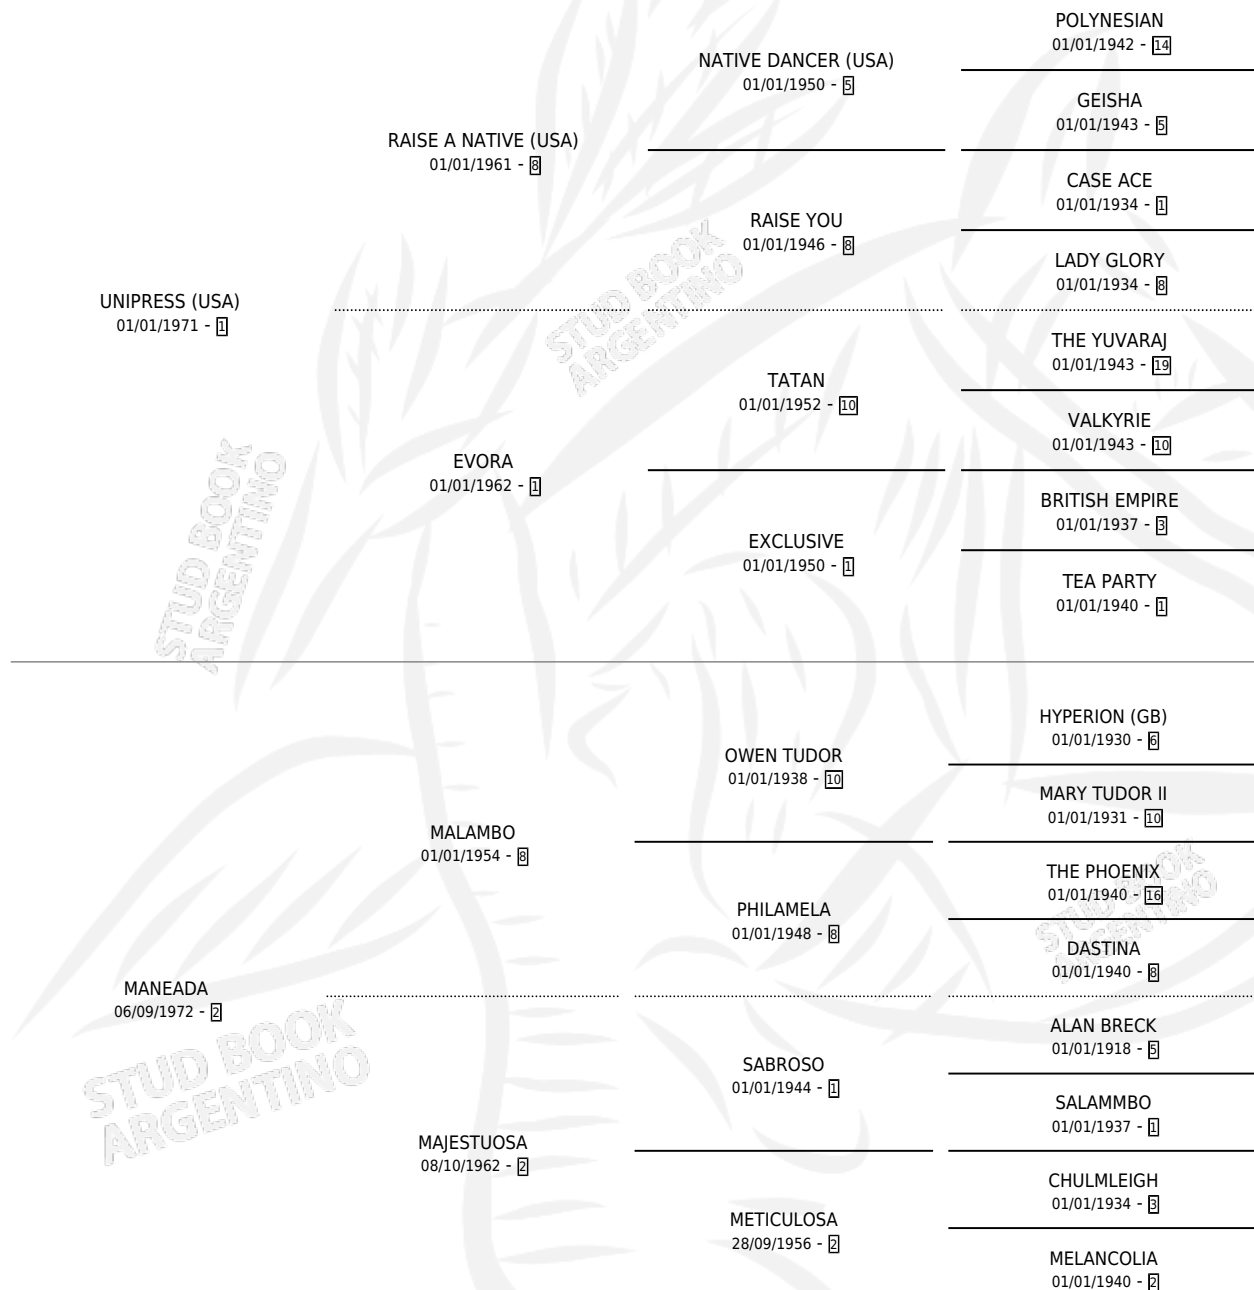 POLYNESIAN
01/01/1942 - 14
NATIVE DANCER (USA)
01/01/1950 - 5
GEISHA
01/01/1943 - 5
RAISE A NATIVE (USA)
01/01/1961 - 8
CASE ACE
01/01/1934 - 1
RAISE YOU
01/01/1946 - 8
LADY GLORY
01/01/1934 - 8
UNIPRESS (USA)
01/01/1971 - 1
STUD BOOK
ARGENTINO
THE YUVARAJ
01/01/1943 - 19
TATAN
01/01/1952 - 10
VALKYRIE
01/01/1943 - 10
EVORA
01/01/1962 - 1
BRITISH EMPIRE
01/01/1937 - 3
EXCLUSIVE
01/01/1950 - 1
TEA PARTY
01/01/1940 - 1
STUD BOOK
ARGENTINO
HYPERION (GB)
01/01/1930 - 6
OWEN TUDOR
01/01/1938 - 10
MARY TUDOR II
01/01/1931 - 10
MALAMBO
01/01/1954 - 8
THE PHOENIX
01/01/1940 - 16
PHILAMELA
01/01/1948 - 8
DASTINA
01/01/1940 - 8
STUD BOOK
ARGENTINO
MANEADA
06/09/1972 - 2
STUD BOOK
ARGENTINO
ALAN BRECK
01/01/1918 - 5
SABROSO
01/01/1944 - 1
SALAMMBO
01/01/1937 - 1
MAJESTUOSA
08/10/1962 - 2
CHULMLEIGH
01/01/1934 - 3
METICULOSA
28/09/1956 - 2
MELANCOLIA
01/01/1940 - 2